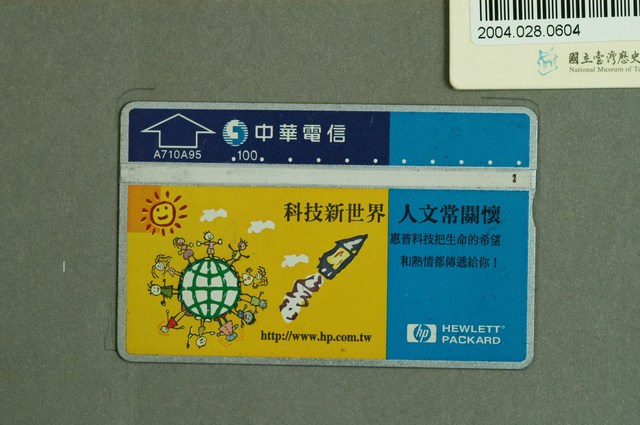 2004.028.0604
國立臺灣歷史
National Museum of Ta
中華電信
A710A95
100
科技新世界 人文常關懷
惠普科技把生命的希望
和熱情都傳遞給你！
http://www.hp.com.tw
hp HEWLETT®
PACKARD